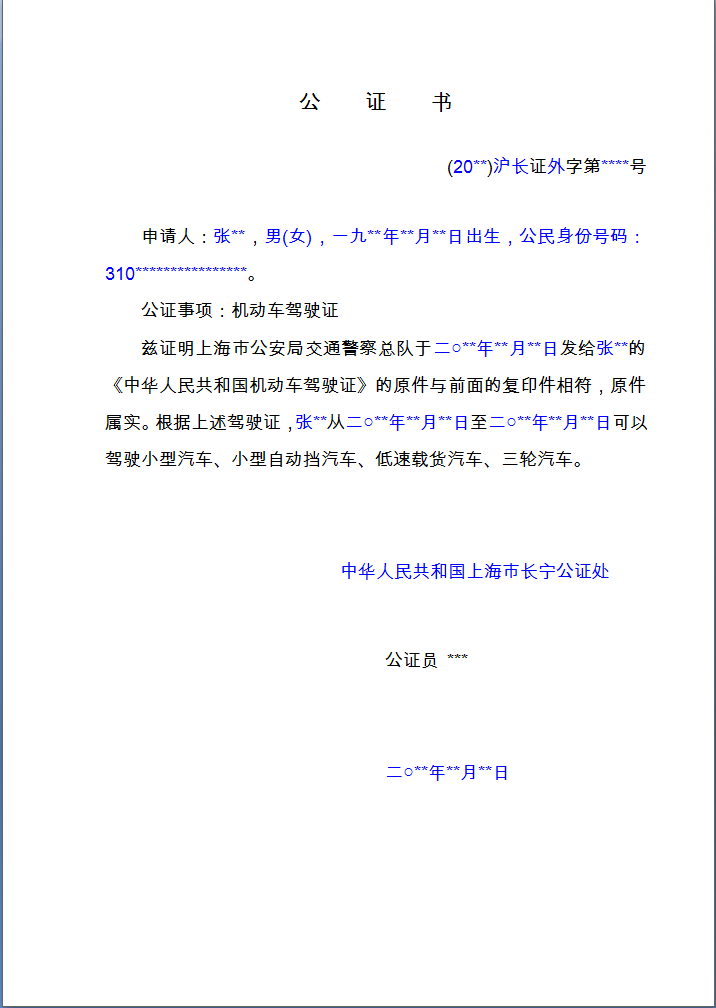 公 证 书
(20**)沪长证外字第****号
申请人：张**，男(女)，一九**年**月**日出生，公民身份号码：
310****************。
公证事项：机动车驾驶证
兹证明上海市公安局交通警察总队于二○**年**月**日发给张**的
《中华人民共和国机动车驾驶证》的原件与前面的复印件相符，原件
属实。根据上述驾驶证，张**从二○**年**月**日至二○**年**月**日可以
驾驶小型汽车、小型自动挡汽车、低速载货汽车、三轮汽车。
中华人民共和国上海市长宁公证处
公证员 ***
二○**年**月**日